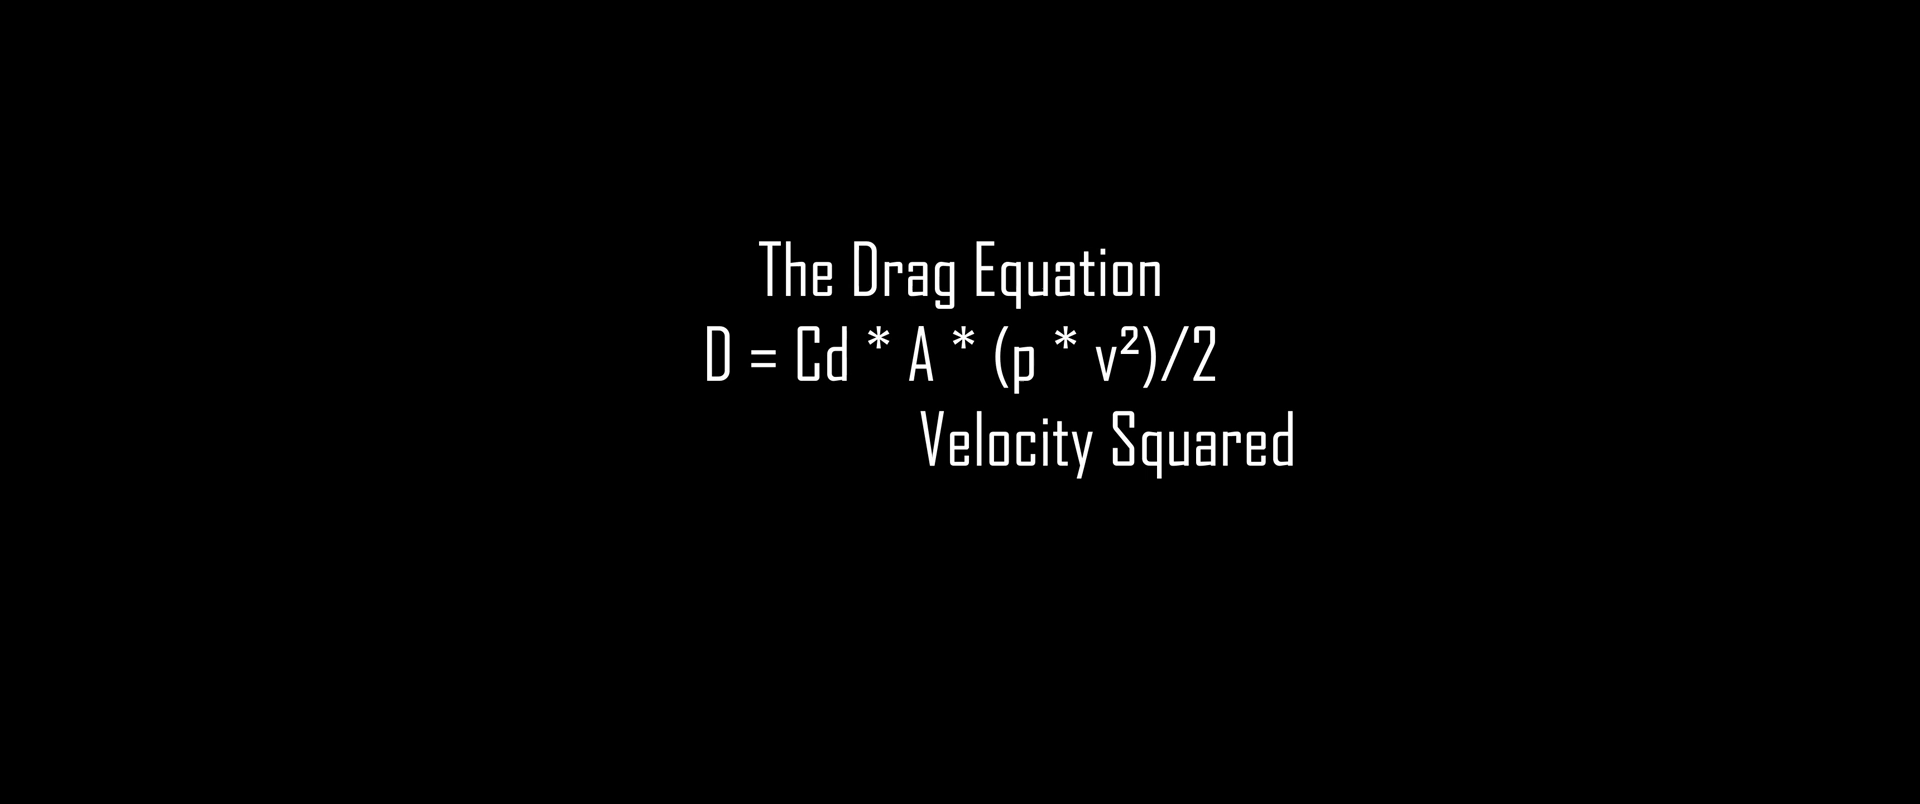 The Drag Equation
D = Cd * A * (p * v²)/2
Velocity Squared